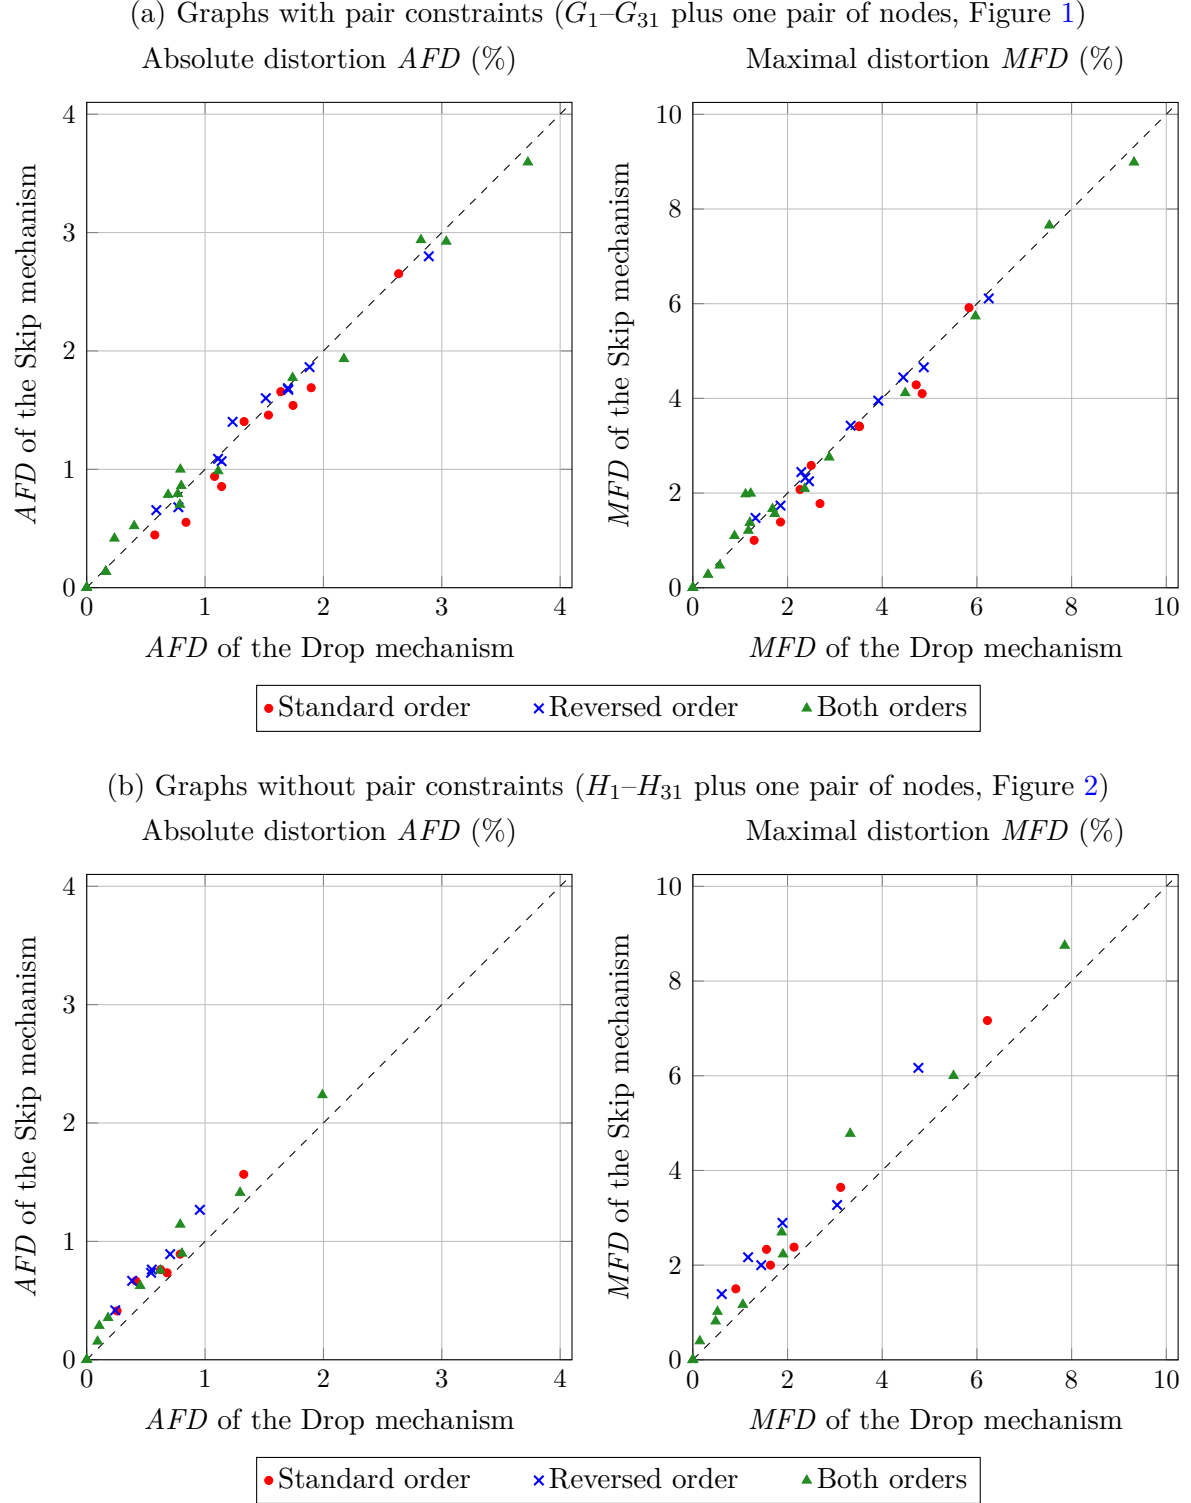 (a) Graphs with pair constraints (G₁–G₃₁ plus one pair of nodes, Figure 1)
Absolute distortion AFD (%)
Maximal distortion MFD (%)
AFD of the Skip mechanism
4
3
2
1
0
0 1 2 3 4
AFD of the Drop mechanism
MFD of the Skip mechanism
10
8
6
4
2
0
0 2 4 6 8 10
MFD of the Drop mechanism
Standard order Reversed order Both orders
(b) Graphs without pair constraints (H₁–H₃₁ plus one pair of nodes, Figure 2)
Absolute distortion AFD (%)
Maximal distortion MFD (%)
AFD of the Skip mechanism
4
3
2
1
0
0 1 2 3 4
AFD of the Drop mechanism
MFD of the Skip mechanism
10
8
6
4
2
0
0 2 4 6 8 10
MFD of the Drop mechanism
Standard order Reversed order Both orders